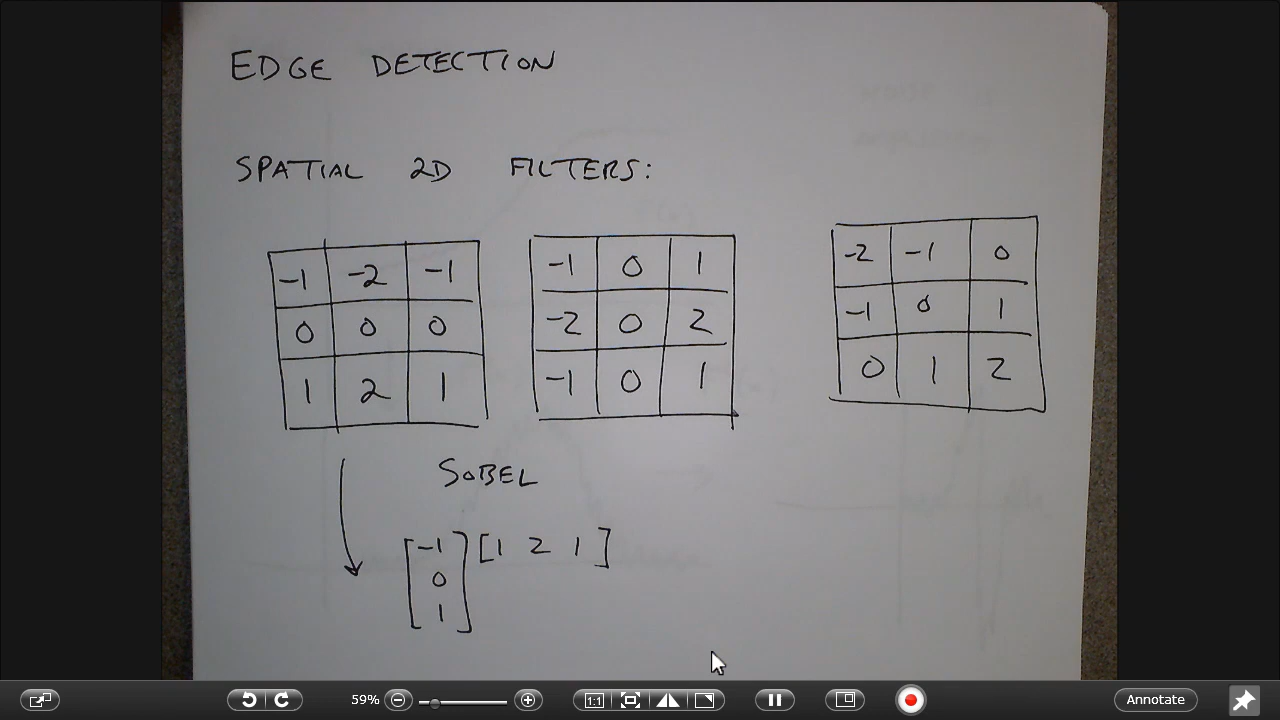 EDGE DETECTION
SPATIAL 2D FILTERS:
-1 -2 -1
0 0 0
1 2 1
-1 0 1
-2 0 2
-1 0 1
-2 -1 0
-1 0 1
0 1 2
SOBEL
[-1 0 1] [1 2 1]
59%
1:1
Annotate